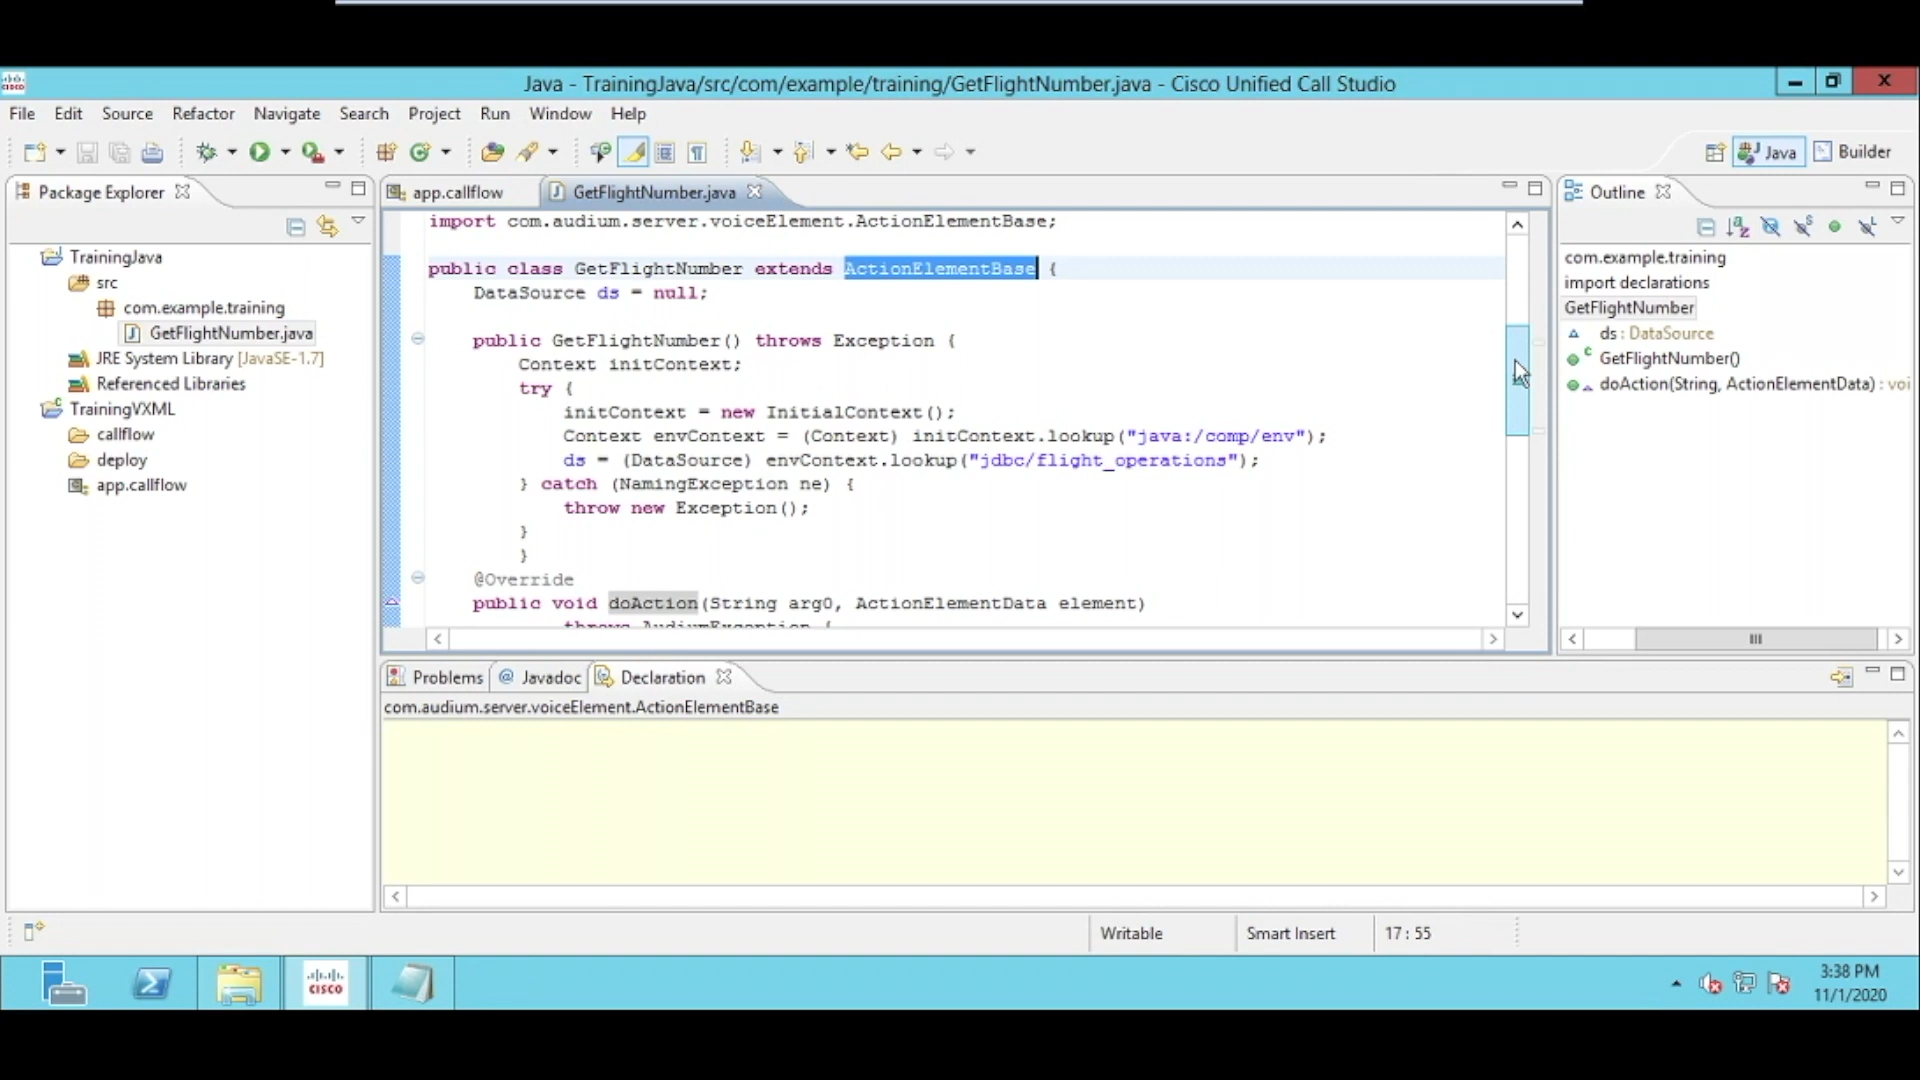 Java - TrainingJava/src/com/example/training/GetFlightNumber.java - Cisco Unified Call Studio
File Edit Source Refactor Navigate Search Project Run Window Help
Java Builder
Package Explorer
TrainingJava
src
com.example.training
GetFlightNumber.java
JRE System Library [JavaSE-1.7]
Referenced Libraries
TrainingVXML
callflow
deploy
app.callflow
app.callflow GetFlightNumber.java
import com.audium.server.voiceElement.ActionElementBase;
public class GetFlightNumber extends ActionElementBase {
DataSource ds = null;
public GetFlightNumber() throws Exception {
Context initContext;
try {
initContext = new InitialContext();
Context envContext = (Context) initContext.lookup("java:/comp/env");
ds = (DataSource) envContext.lookup("jdbc/flight_operations");
} catch (NamingException ne) {
throw new Exception();
}
}
@Override
public void doAction(String arg0, ActionElementData element)
throws AudiumException {
Outline
com.example.training
import declarations
GetFlightNumber
ds : DataSource
GetFlightNumber()
doAction(String, ActionElementData) : voi
Problems Javadoc Declaration
com.audium.server.voiceElement.ActionElementBase
Writable Smart Insert 17 : 55
CISCO
3:38 PM
11/1/2020